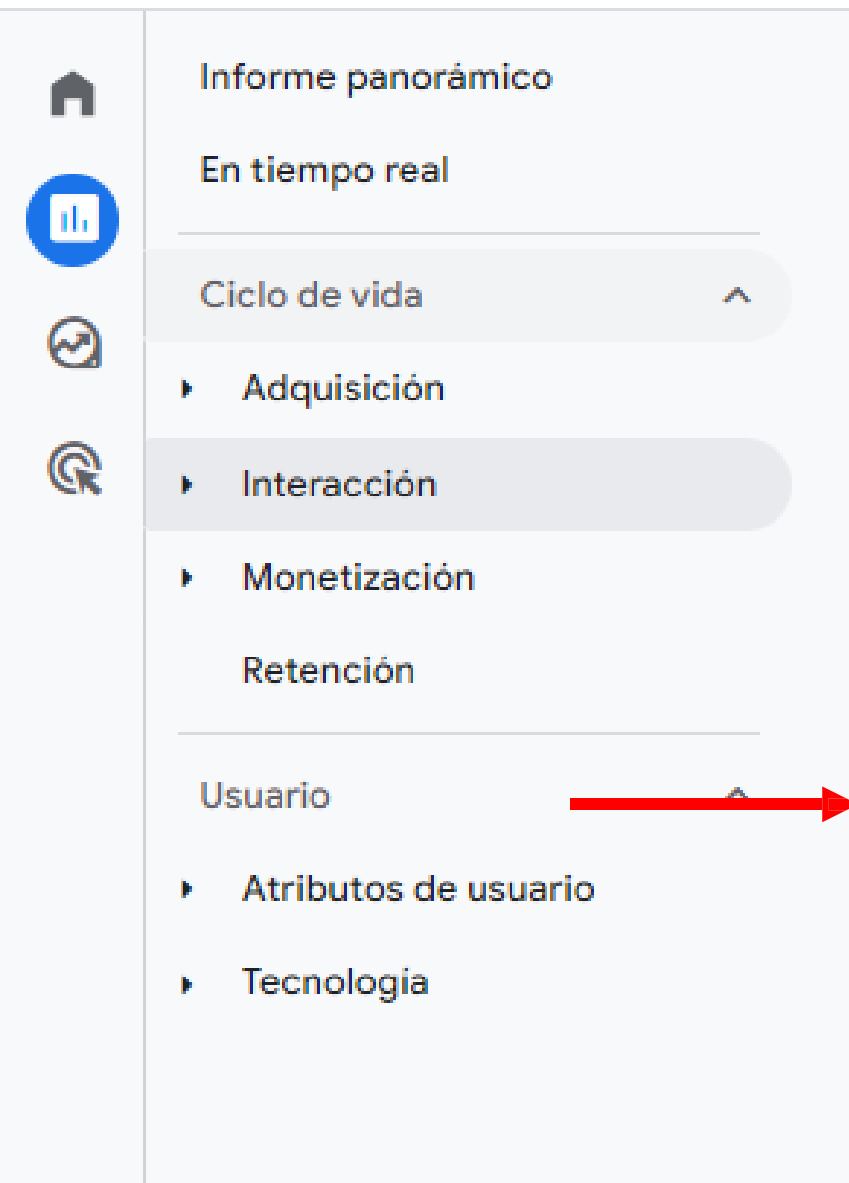 Informe panorámico
En tiempo real
Ciclo de vida
Adquisición
Interacción
Monetización
Retención
Usuario
Atributos de usuario
Tecnología